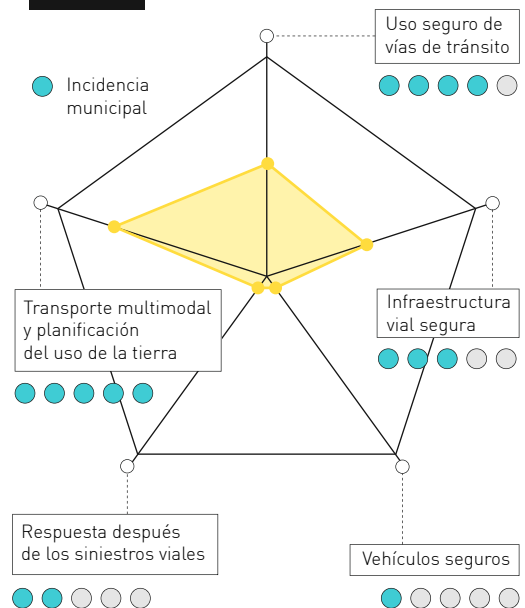 Uso seguro de
vías de tránsito
Incidencia
municipal
Transporte multimodal
y planificación
del uso de la tierra
Infraestructura
vial segura
Respuesta después
de los siniestros viales
Vehículos seguros